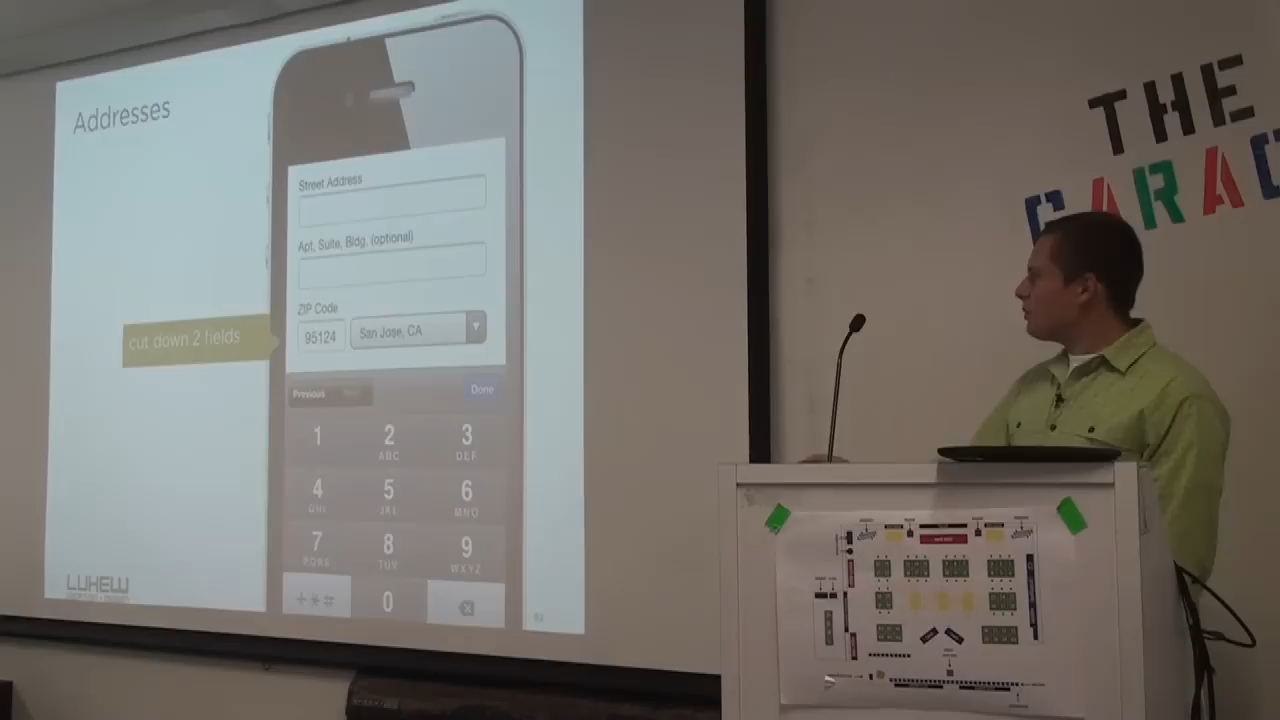 Addresses
THE
GARAG
Street Address
Apt, Suite, Bldg. (optional)
ZIP Code
95124
San Jose, CA
cut down 2 fields
Previous
Done
1
2
3
ABC
DEF
4
5
6
GHI
JKL
MNO
7
8
9
PQRS
TUV
WXYZ
+*#
0
LUKEW
92